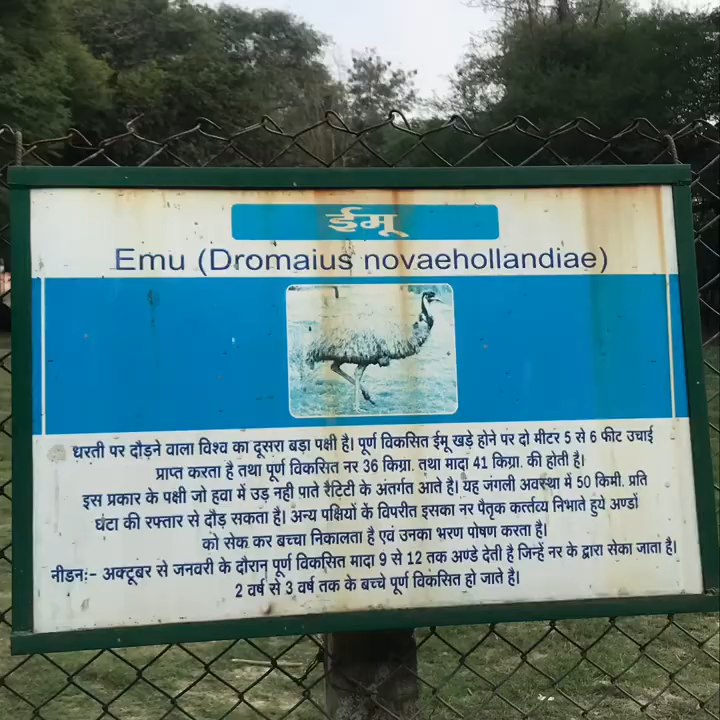 ईमू
Emu (Dromaius novaehollandiae)
धरती पर दौड़ने वाला विश्व का दूसरा बड़ा पक्षी है। पूर्ण विकसित ईमू खड़े होने पर दो मीटर 5 से 6 फीट उचाई
प्राप्त करता है तथा पूर्ण विकसित नर 36 किग्रा. तथा मादा 41 किग्रा. की होती है।
इस प्रकार के पक्षी जो हवा में उड़ नही पाते रैटिटी के अंतर्गत आते है। यह जंगली अवस्था में 50 किमी. प्रति
घंटा की रफ्तार से दौड़ सकता है। अन्य पक्षियों के विपरीत इसका नर पैतृक कर्त्तव्य निभाते हुये अण्डों
को सेक कर बच्चा निकालता है एवं उनका भरण पोषण करता है।
नीडनः- अक्टूबर से जनवरी के दौरान् पूर्ण विकसित मादा 9 से 12 तक अण्डे देती है जिन्हें नर के द्वारा सेका जाता है।
2 वर्ष से 3 वर्ष तक के बच्चे पूर्ण विकसित हो जाते है।